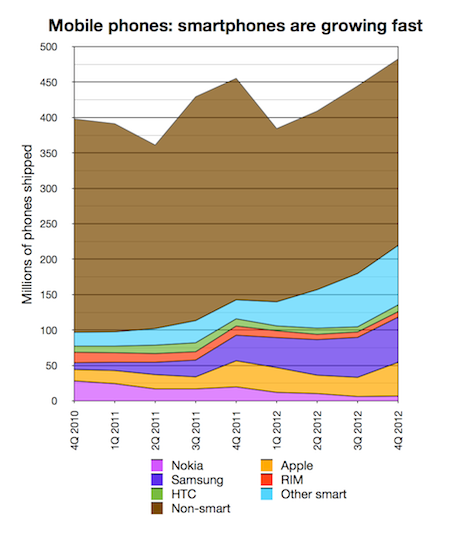 Mobile phones: smartphones are growing fast
Millions of phones shipped
500
450
400
350
300
250
200
150
100
50
0
4Q 2010
1Q 2011
2Q 2011
3Q 2011
4Q 2011
1Q 2012
2Q 2012
3Q 2012
4Q 2012
Nokia Apple
Samsung RIM
HTC Other smart
Non-smart